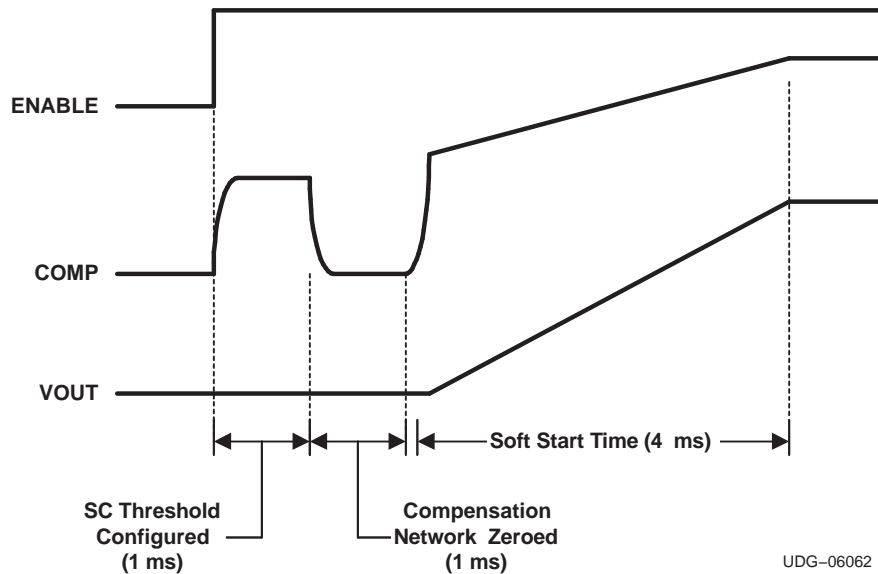 ENABLE
COMP
VOUT
Soft Start Time (4 ms)
SC Threshold
Configured
(1 ms)
Compensation
Network Zeroed
(1 ms)
UDG–06062